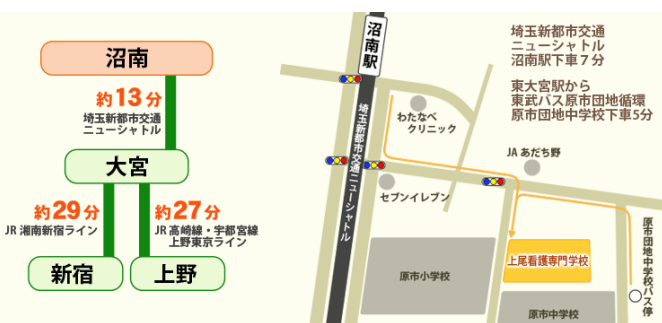 沼南
約13分
埼玉新都市交通
ニューシャトル
大宮
約29分
JR 湘南新宿ライン
約27分
JR 高崎線・宇都宮線
上野東京ライン
新宿
上野
沼南駅
埼玉新都市交通ニューシャトル
わたなべ
クリニック
セブンイレブン
JA あだち野
原市小学校
上尾看護専門学校
原市中学校
原市団地中学校バス停
埼玉新都市交通
ニューシャトル
沼南駅下車7分
東大宮駅から
東武バス原市団地循環
原市団地中学校下車5分